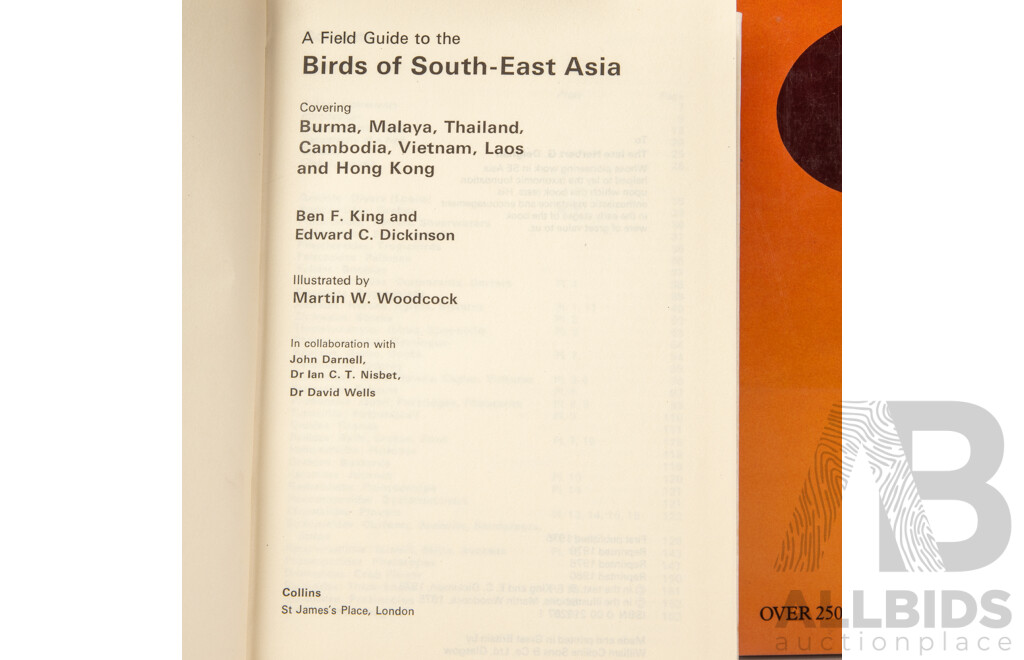 A Field Guide to the
Birds of South-East Asia
Covering
Burma, Malaya, Thailand,
Cambodia, Vietnam, Laos
and Hong Kong
Ben F. King and
Edward C. Dickinson
Illustrated by
Martin W. Woodcock
In collaboration with
John Darnell,
Dr Ian C. T. Nisbet,
Dr David Wells
Collins
St James's Place, London
OVER 250
AB
ALLBIDS
auctionplace